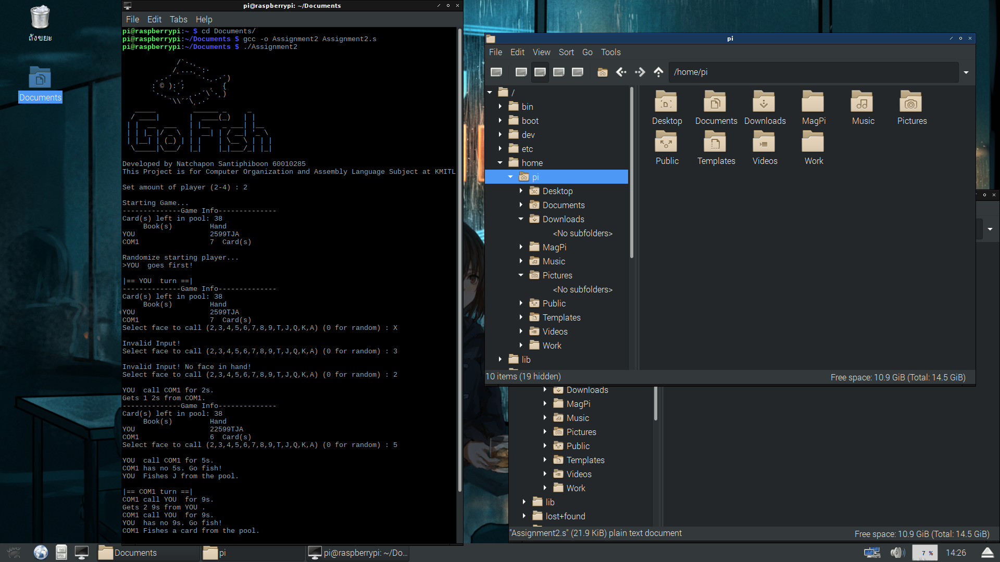 ถังขยะ
Documents
pi@raspberrypi: ~/Documents
File Edit Tabs Help
pi@raspberrypi:~ $ cd Documents/
pi@raspberrypi:~/Documents $ gcc -o Assignment2 Assignment2.s
pi@raspberrypi:~/Documents $ ./Assignment2
Go Fish
Developed by Natchapon Santiphiboon 60010285
This Project is for Computer Organization and Assembly Language Subject at KMITL
Set amount of player (2-4) : 2
Starting Game...
--------------Game Info--------------
Card(s) left in pool: 38
Book(s) Hand
YOU 2599TJA
COM1 7 Card(s)
Randomize starting player...
>YOU goes first!
|== YOU turn ==|
--------------Game Info--------------
Card(s) left in pool: 38
Book(s) Hand
YOU 2599TJA
COM1 7 Card(s)
Select face to call (2,3,4,5,6,7,8,9,T,J,Q,K,A) (0 for random) : X
Invalid Input!
Select face to call (2,3,4,5,6,7,8,9,T,J,Q,K,A) (0 for random) : 3
Invalid Input! No face in hand!
Select face to call (2,3,4,5,6,7,8,9,T,J,Q,K,A) (0 for random) : 2
YOU call COM1 for 2s.
Gets 1 2s from COM1.
--------------Game Info--------------
Card(s) left in pool: 38
Book(s) Hand
YOU 22599TJA
COM1 6 Card(s)
Select face to call (2,3,4,5,6,7,8,9,T,J,Q,K,A) (0 for random) : 5
YOU call COM1 for 5s.
COM1 has no 5s. Go fish!
YOU Fishes J from the pool.
|== COM1 turn ==|
COM1 call YOU for 9s.
Gets 2 9s from YOU .
COM1 call YOU for 9s.
YOU has no 9s. Go fish!
COM1 Fishes a card from the pool.
pi
File Edit View Sort Go Tools
/home/pi
/
bin
boot
dev
etc
home
pi
Desktop
Documents
Downloads
<No subfolders>
MagPi
Music
Pictures
<No subfolders>
Public
Templates
Videos
Work
lib
Desktop Documents Downloads MagPi Music Pictures
Public Templates Videos Work
10 items (19 hidden)
Free space: 10.9 GiB (Total: 14.5 GiB)
Downloads
MagPi
Music
Pictures
Public
Templates
Videos
Work
lib
lost+found
"Assignment2.s" (21.9 KiB) plain text document
Free space: 10.9 GiB (Total: 14.5 GiB)
Documents
pi
pi@raspberrypi: ~/Do...
7 %
14:26